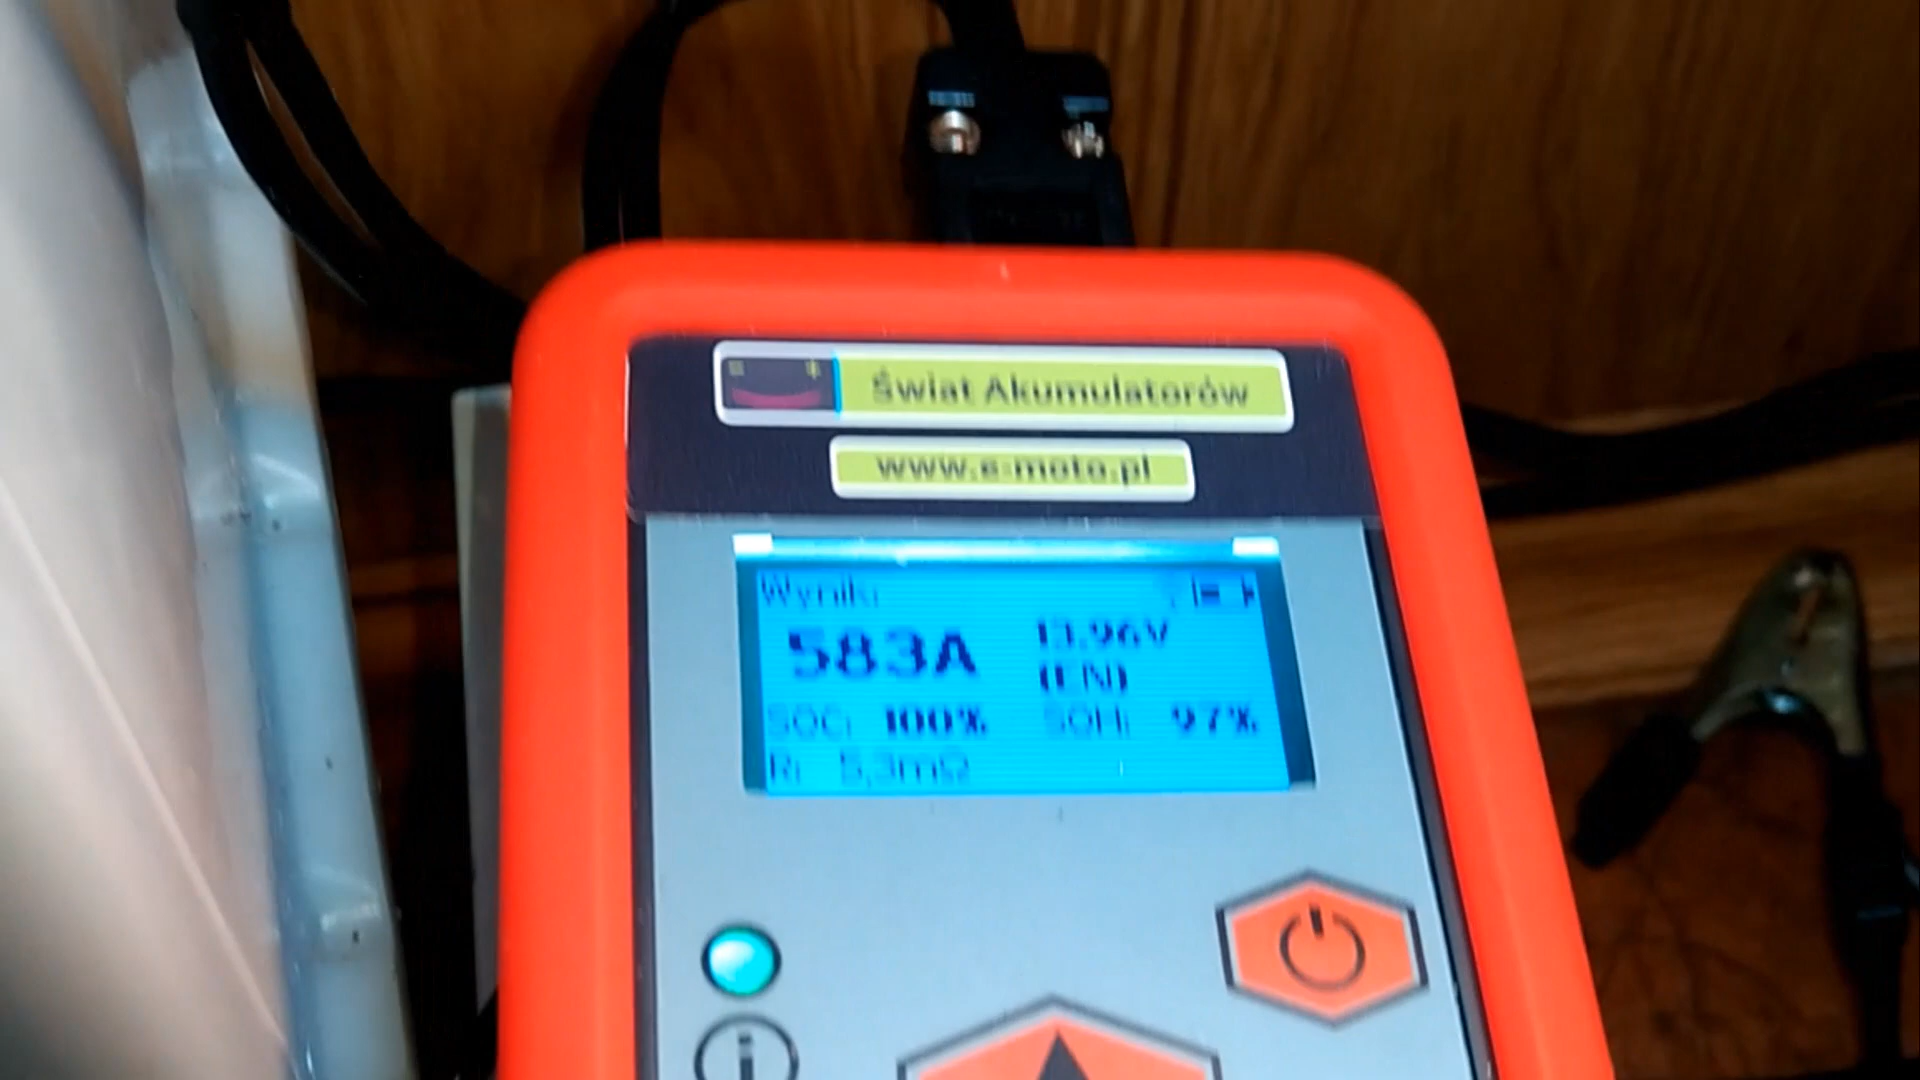 Świat Akumulatorów
www.e-moto.pl
Wyniki
583A
13.96V
(EN)
SOC: 100% SOH: 97%
Ri 5,3mΩ